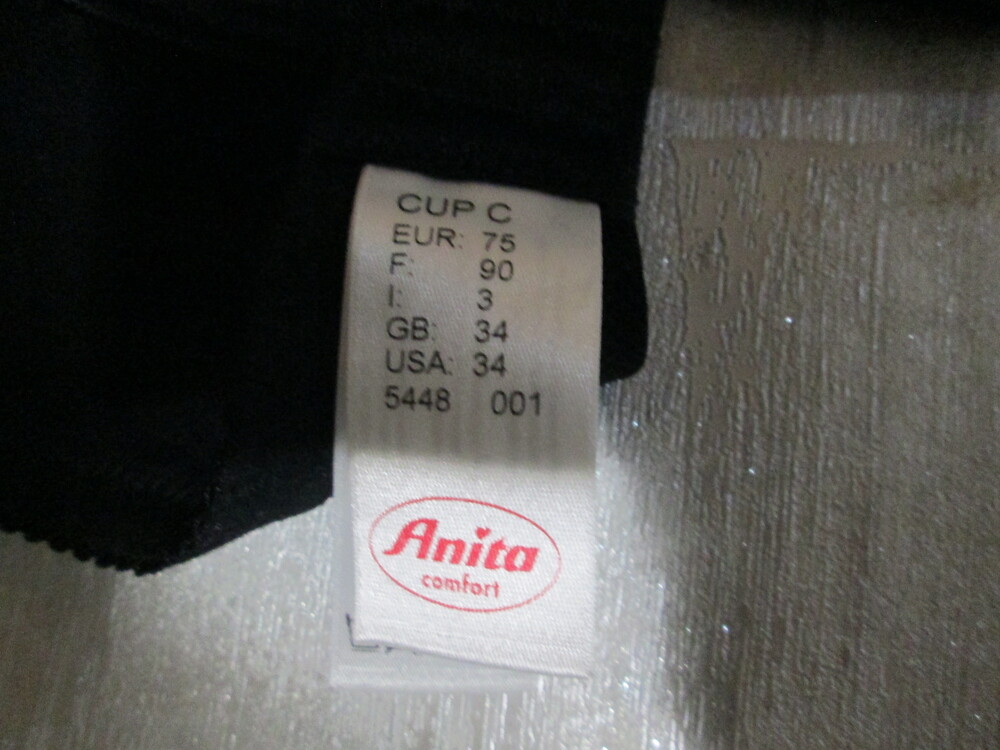 CUP C
EUR: 75
F: 90
I: 3
GB: 34
USA: 34
5448 001
Anita
comfort